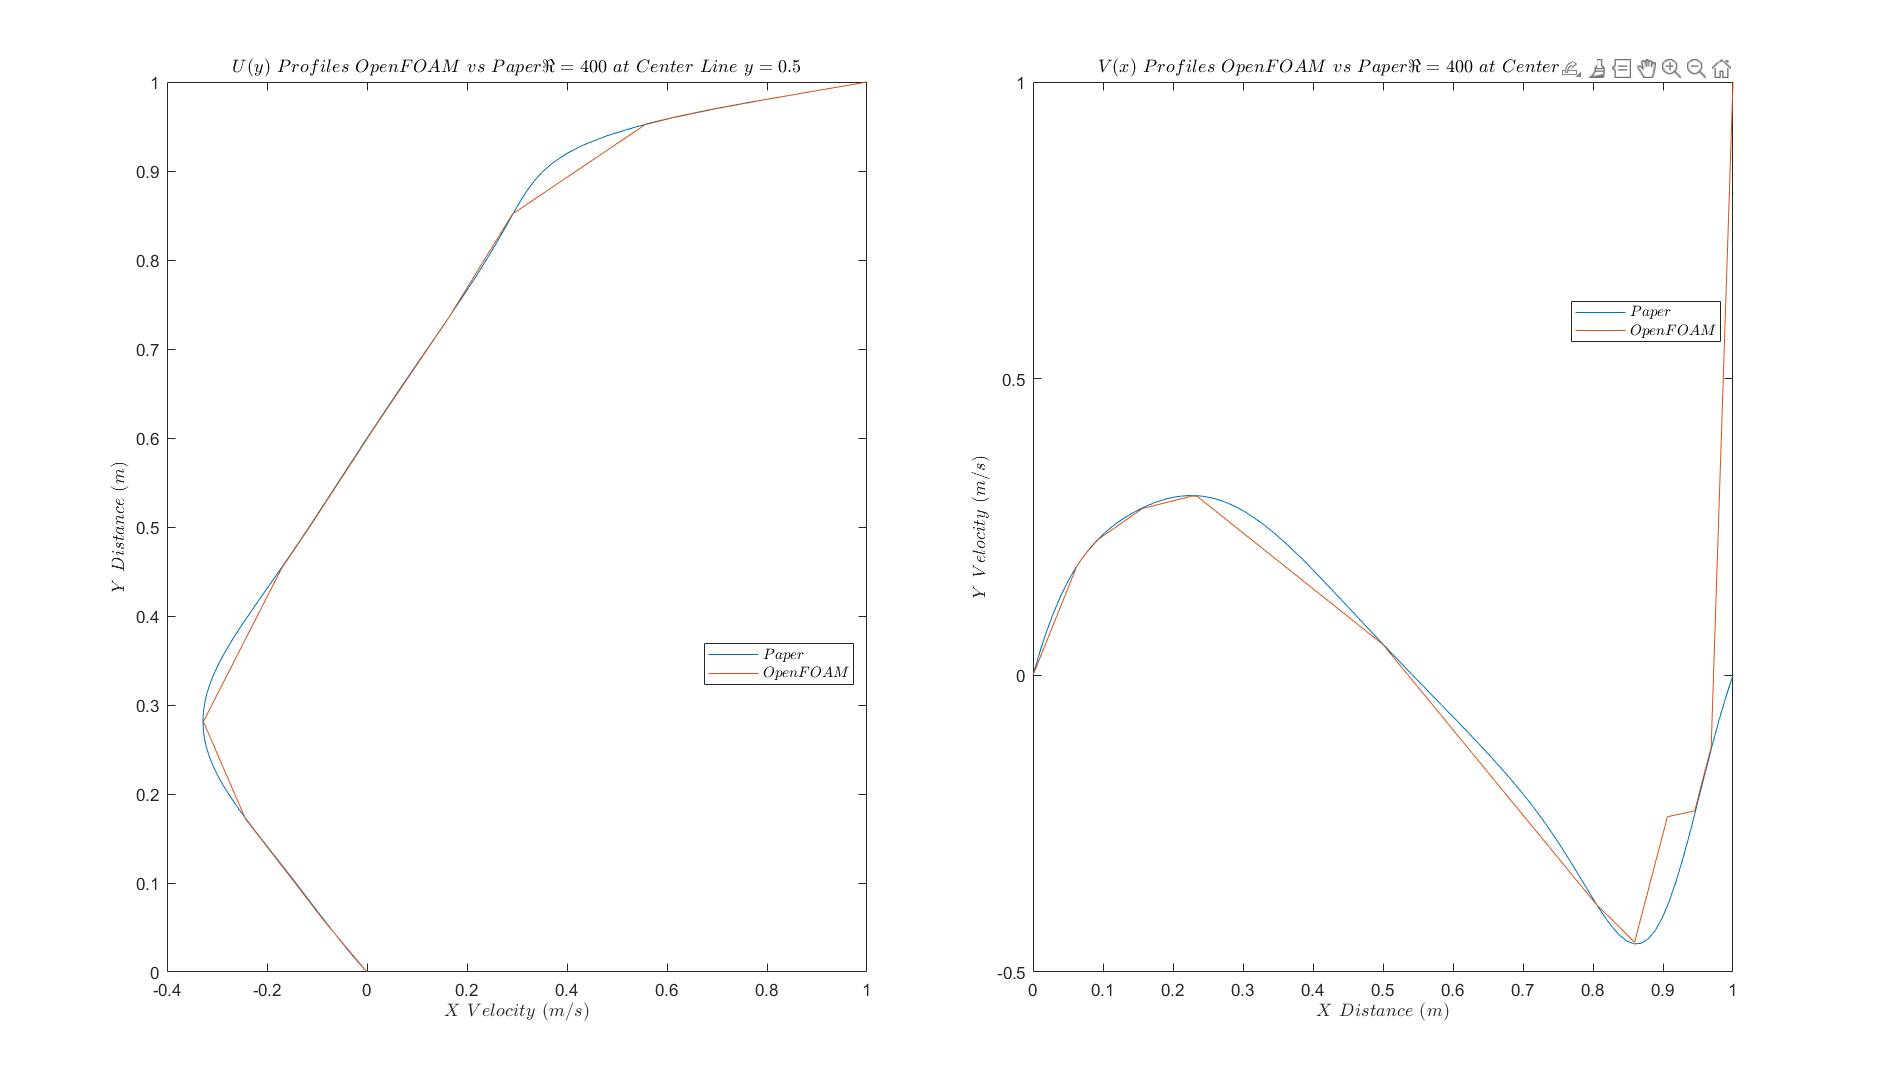 U(y) Profiles OpenFOAM vs Paperℜ = 400 at Center Line y = 0.5
1
0.9
0.8
0.7
0.6
0.5
0.4
0.3
0.2
0.1
0
-0.4 -0.2 0 0.2 0.4 0.6 0.8 1
X Velocity (m/s)
Y Distance (m)
Paper
OpenFOAM
V(x) Profiles OpenFOAM vs Paperℜ = 400 at Center
1
0.5
0
-0.5
0 0.1 0.2 0.3 0.4 0.5 0.6 0.7 0.8 0.9 1
X Distance (m)
Y Velocity (m/s)
Paper
OpenFOAM